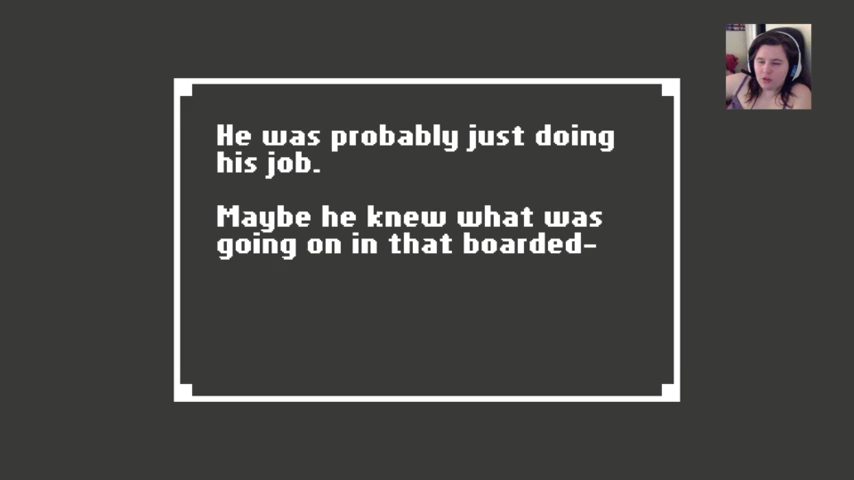 He was probably just doing
his job.
Maybe he knew what was
going on in that boarded-